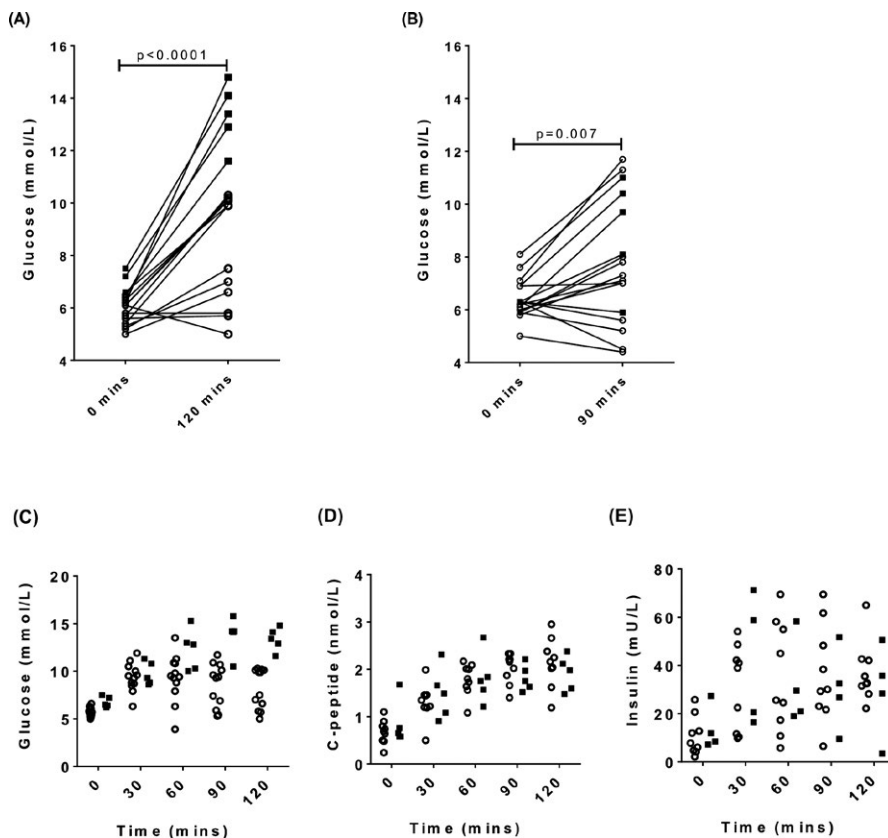 (A)
p<0.0001
16
14
12
10
8
6
4
Glucose (mmol/L)
0 mins
120 mins
(B)
p=0.007
16
14
12
10
8
6
4
Glucose (mmol/L)
0 mins
90 mins
(C)
20
15
10
5
0
Glucose (mmol/L)
0
30
60
90
120
Time (mins)
(D)
4
3
2
1
0
C-peptide (nmol/L)
0
30
60
90
120
Time (mins)
(E)
80
60
40
20
0
Insulin (mU/L)
0
30
60
90
120
Time (mins)